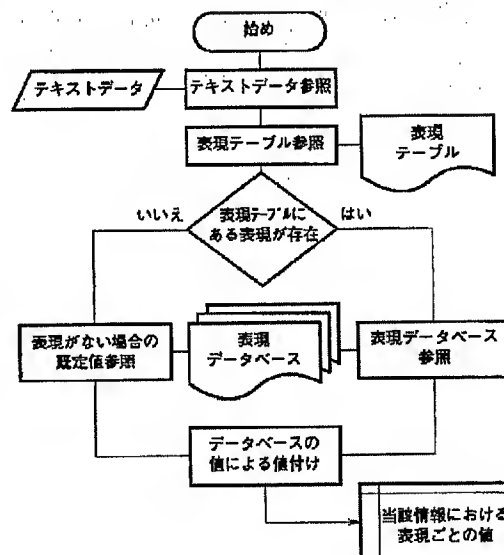 始め
テキストデータ
テキストデータ参照
表現テーブル参照
表現
テーブル
いいえ
表現テーブルに
ある表現が存在
はい
表現がない場合の
既定値参照
表現
データベース
表現データベース
参照
データベースの
値による値付け
当該情報における
表現ごとの値